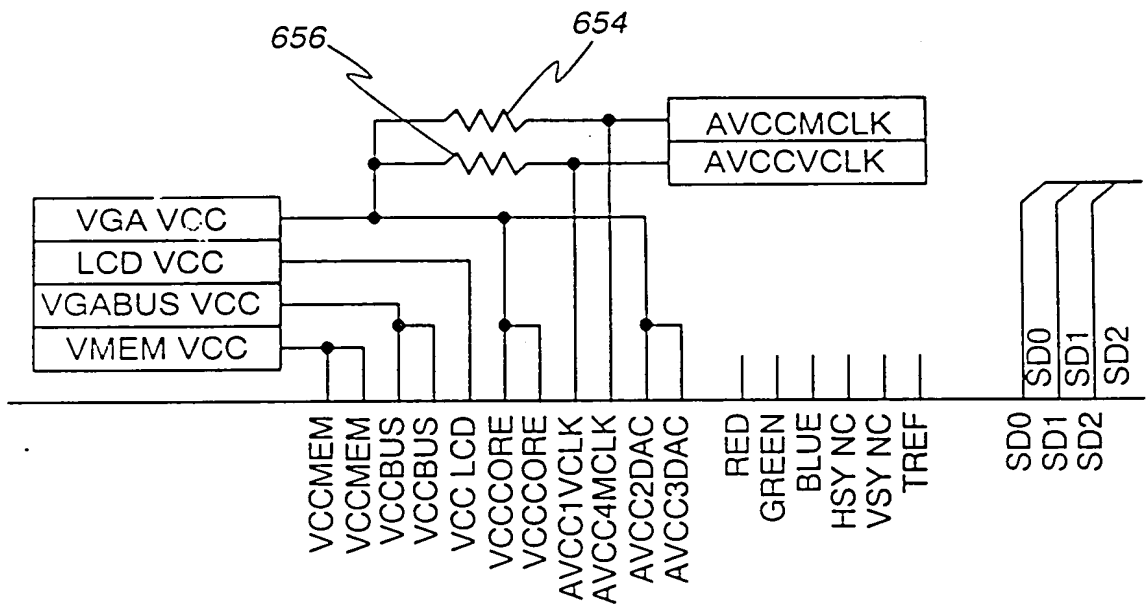 654
656
AVCCMCLK
AVCCVCLK
VGA VCC
LCD VCC
VGABUS VCC
VMEM VCC
SD0
SD1
SD2
VCCMEM
VCCMEM
VCCBUS
VCCBUS
VCC LCD
VCCCORE
VCCCORE
AVCC1VCLK
AVCC4MCLK
AVCC2DAC
AVCC3DAC
RED
GREEN
BLUE
HSY NC
VSY NC
TREF
SD0
SD1
SD2